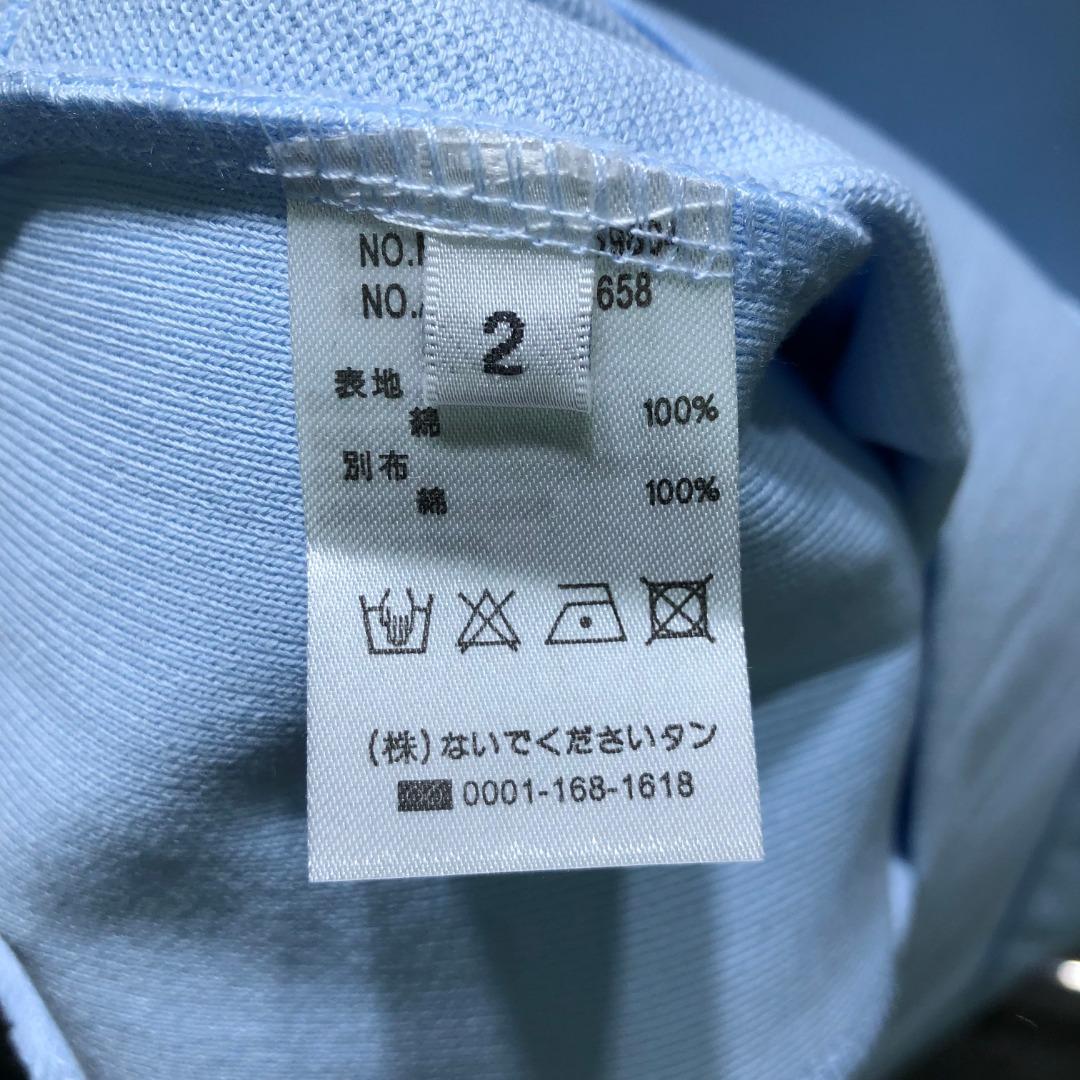 NO.
NO. 658
2
表地
綿 100%
別布
綿 100%
(株)ないでくださいタン
0001-168-1618